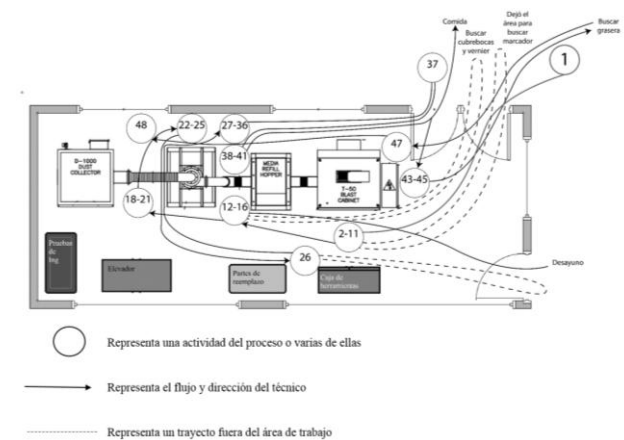 Dejó el
área para
buscar
marcador
Comida
Buscar
cubrebocas
y vernier
Buscar
grasera
1
37
48
22-25
27-36
47
38-41
43-45
D-1000
DUST
COLLECTOR
MEDIA
REFILL
HOPPER
T-50
BLAST
CABINET
18-21
12-16
2-11
26
Desayuno
Pruebas
de
Ing
Elevador
Partes de
reemplazo
Caja de
herramientas
Representa una actividad del proceso o varias de ellas
Representa el flujo y dirección del técnico
Representa un trayecto fuera del área de trabajo